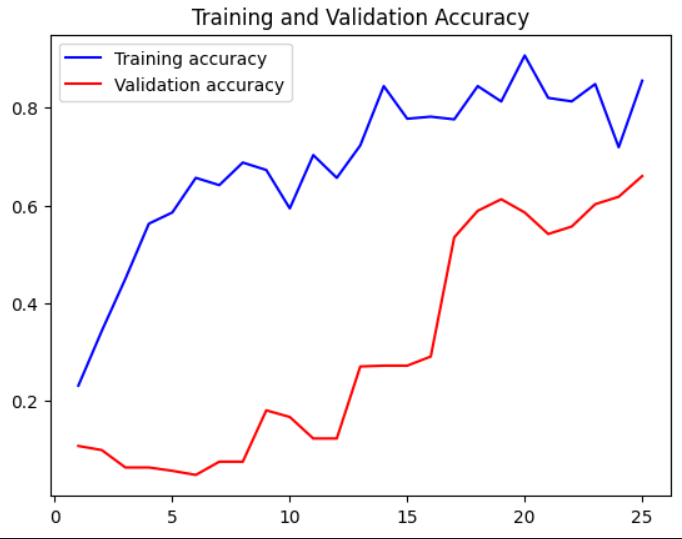 Training and Validation Accuracy
Training accuracy
Validation accuracy
0.8
0.6
0.4
0.2
0 5 10 15 20 25